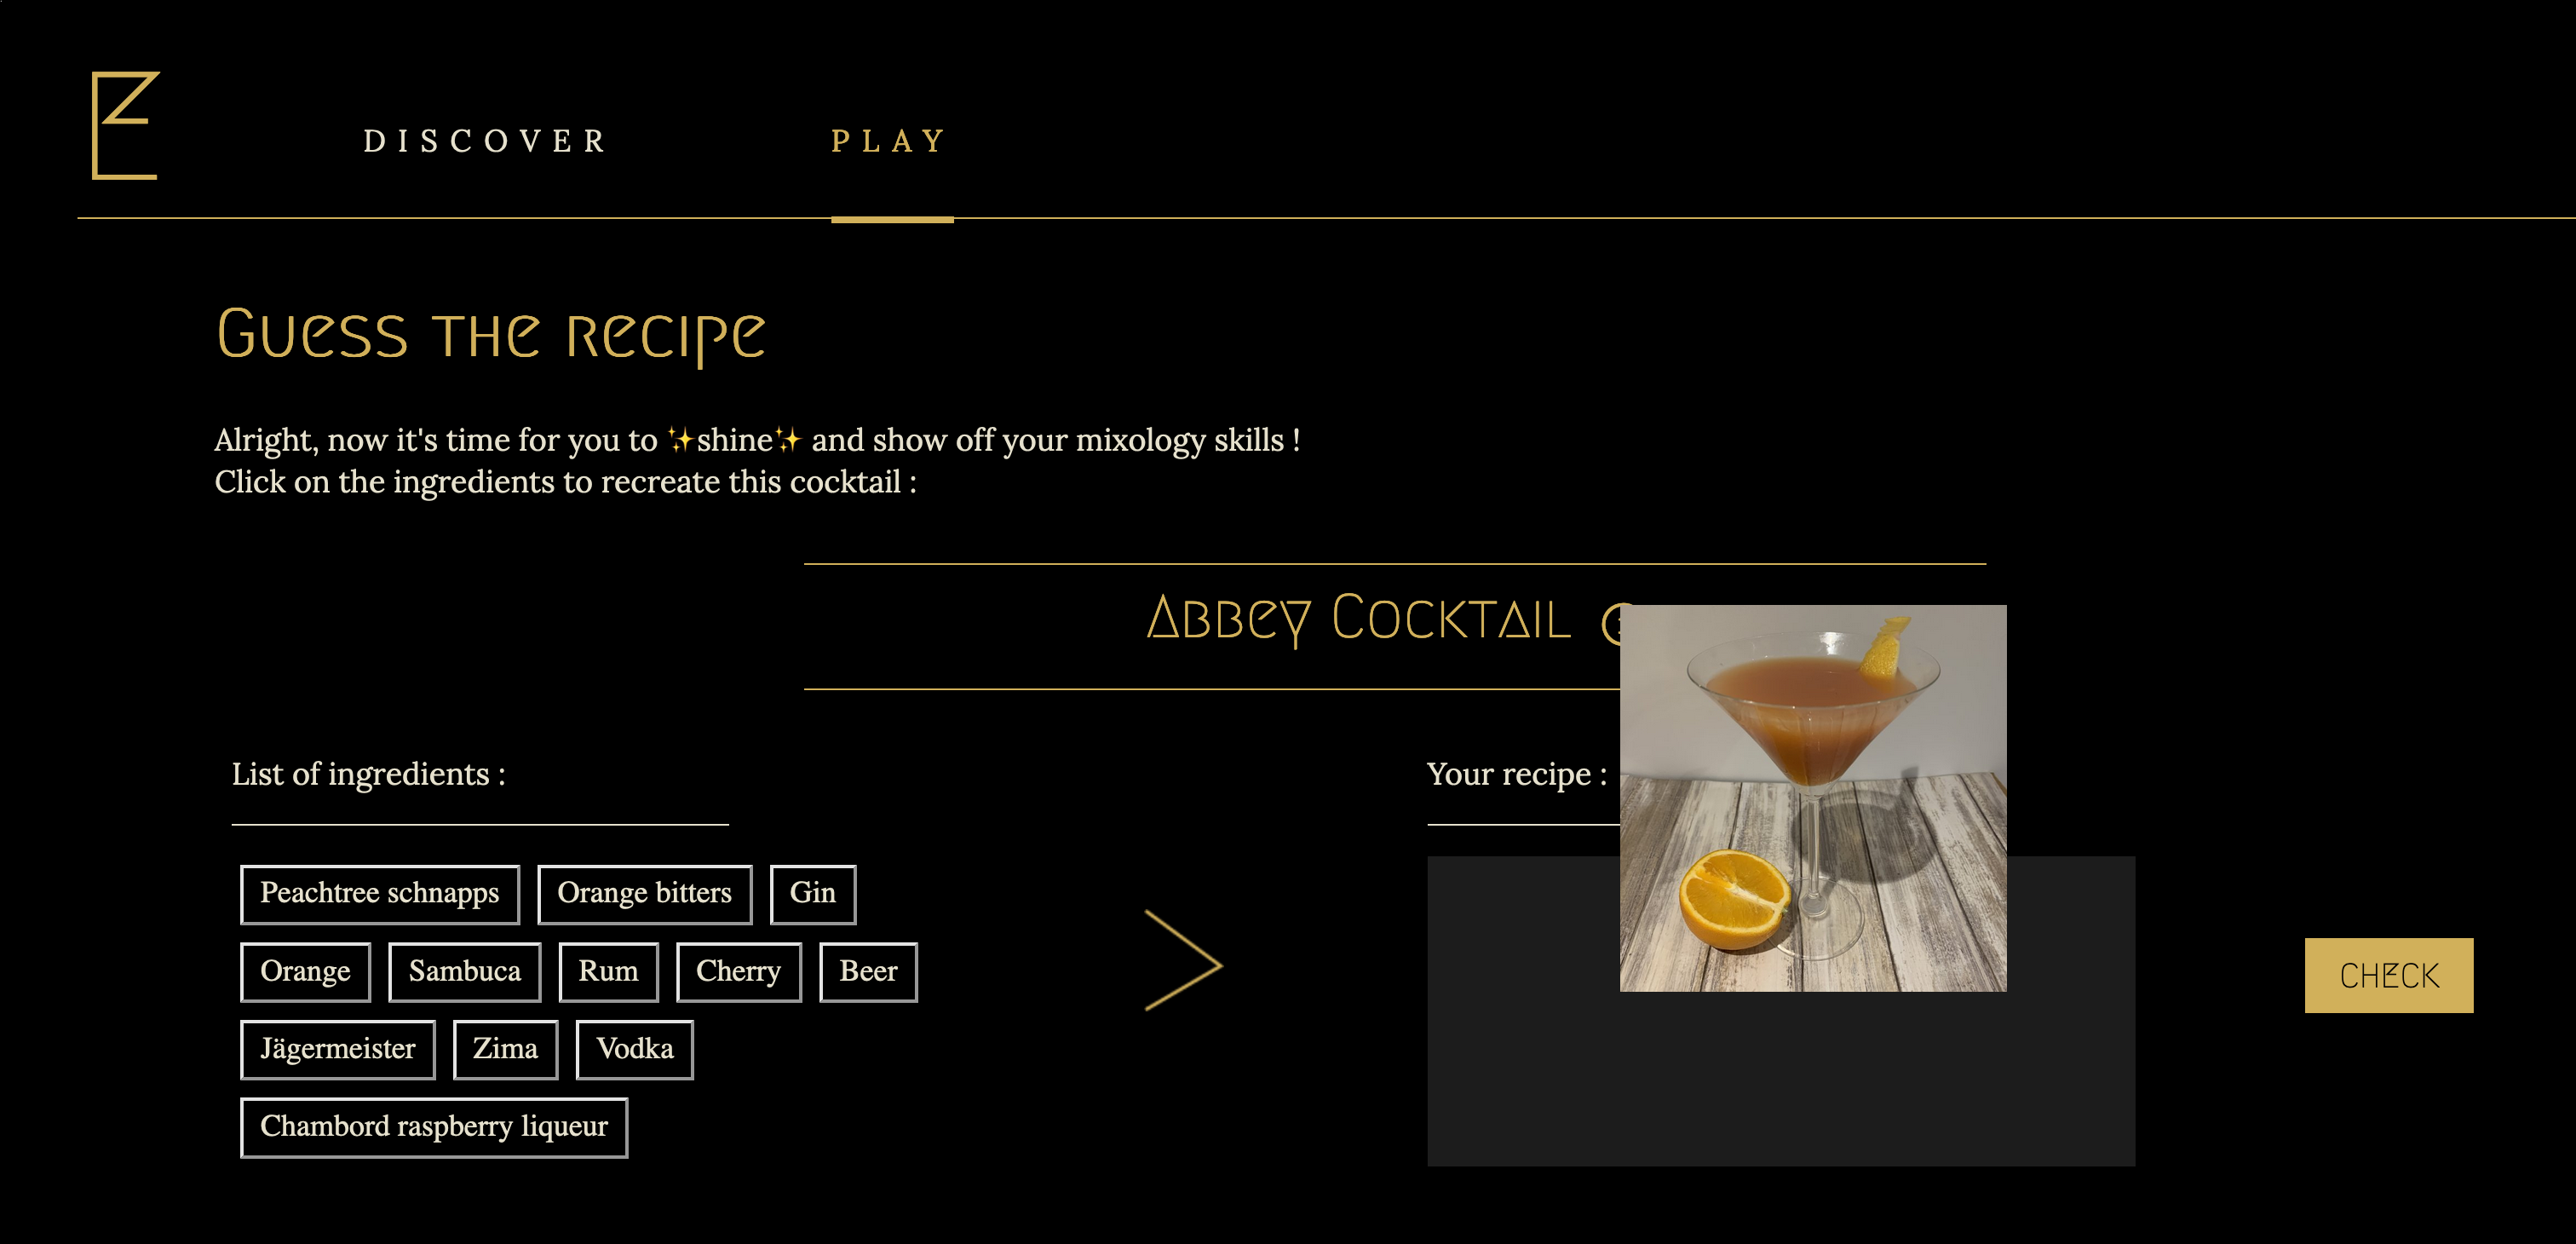 E
DISCOVER
PLAY
Guess the recipe
Alright, now it's time for you to ✨shine✨ and show off your mixology skills !
Click on the ingredients to recreate this cocktail :
Abbey Cocktail
List of ingredients :
Your recipe :
Peachtree schnapps
Orange bitters
Gin
Orange
Sambuca
Rum
Cherry
Beer
Jägermeister
Zima
Vodka
Chambord raspberry liqueur
CHECK